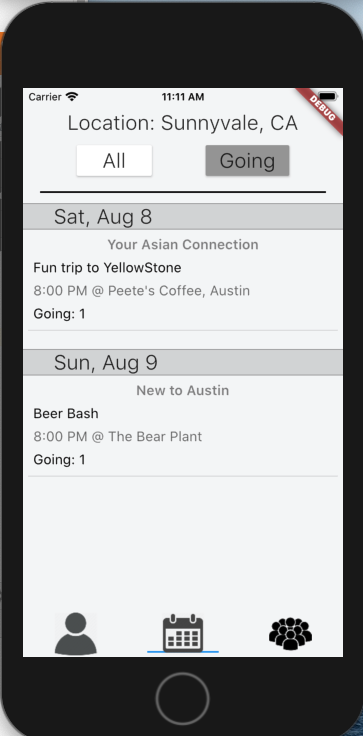 Carrier 11:11 AM
DEBUG
Location: Sunnyvale, CA
All Going
Sat, Aug 8
Your Asian Connection
Fun trip to YellowStone
8:00 PM @ Peete's Coffee, Austin
Going: 1
Sun, Aug 9
New to Austin
Beer Bash
8:00 PM @ The Bear Plant
Going: 1